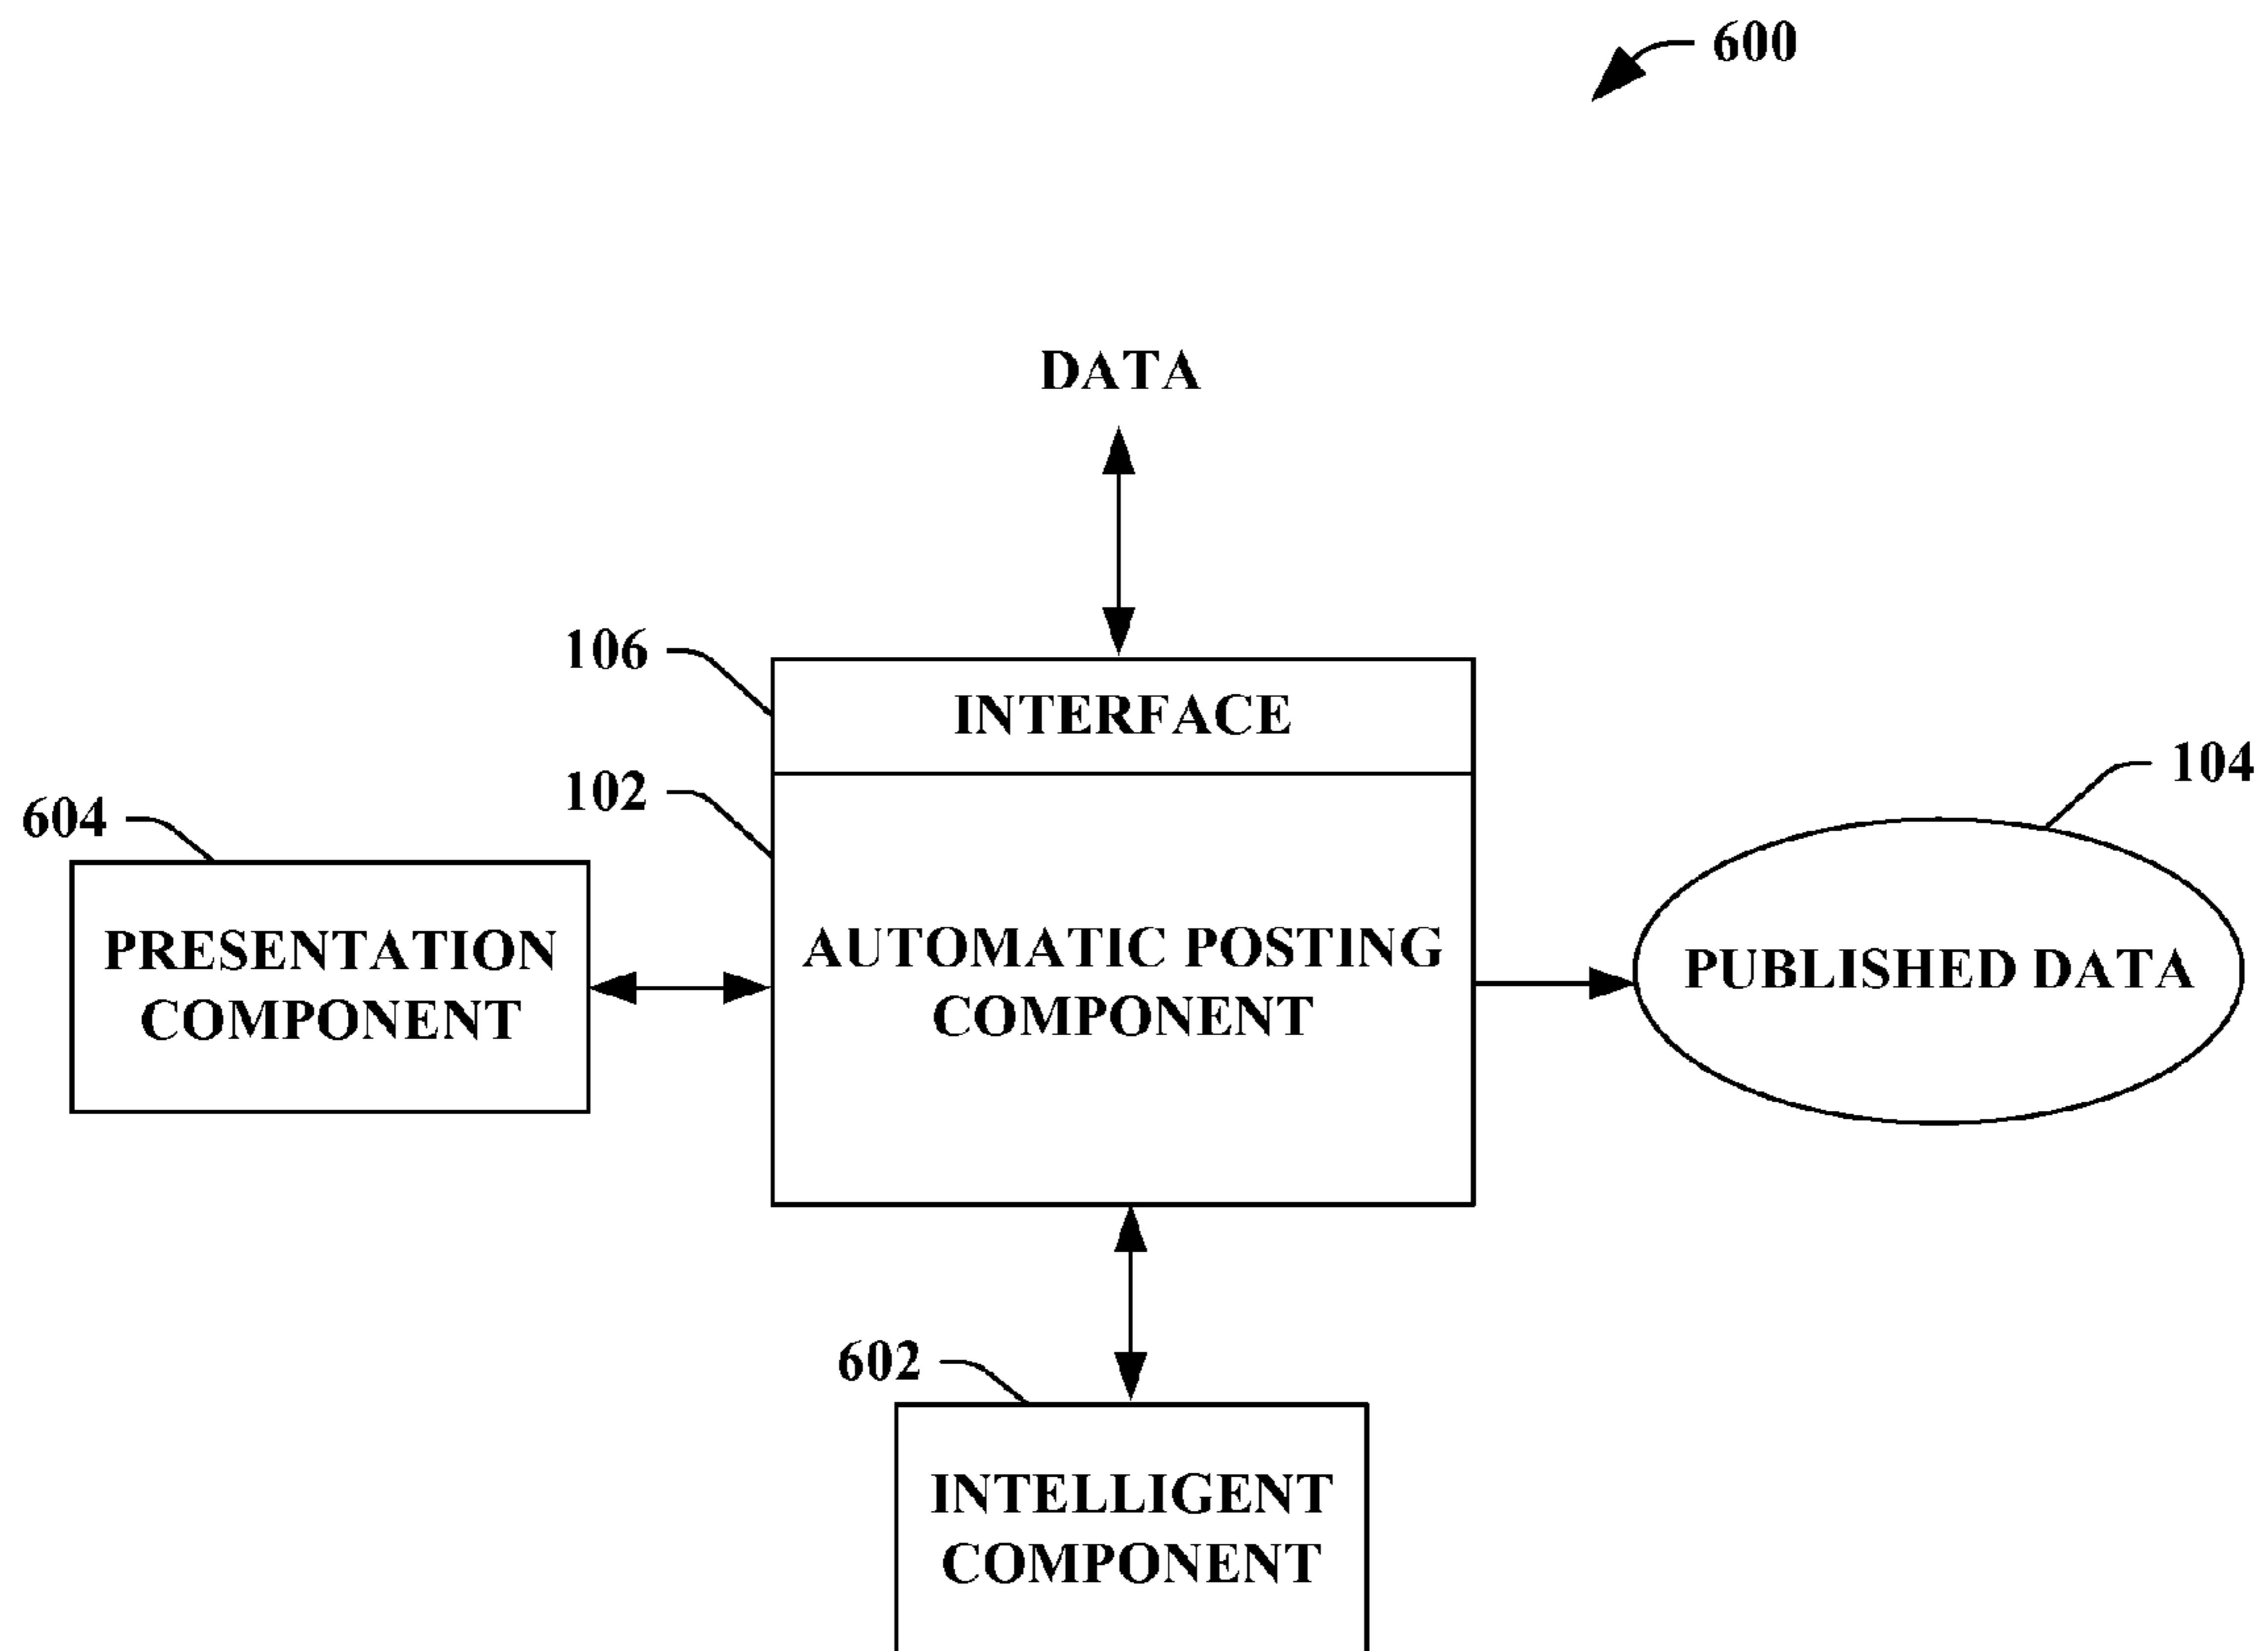 600
DATA
106
INTERFACE
102
104
604
PRESENTATION
COMPONENT
AUTOMATIC POSTING
COMPONENT
PUBLISHED DATA
602
INTELLIGENT
COMPONENT